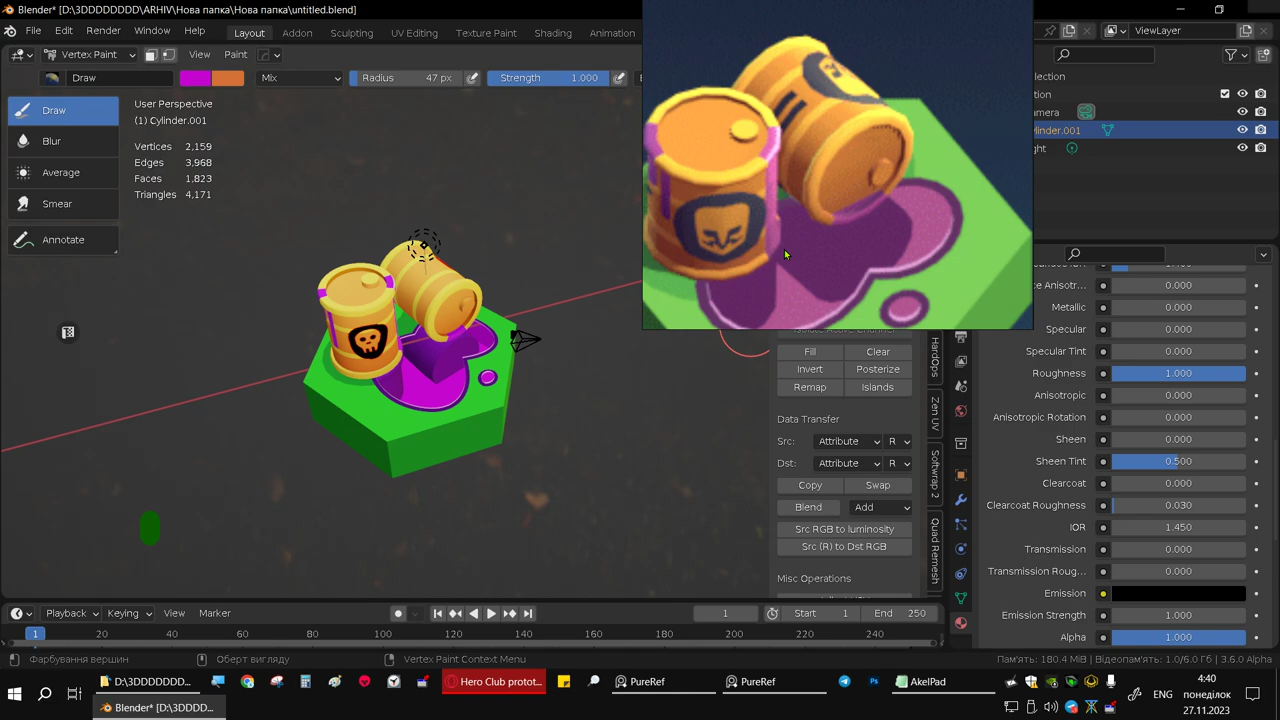 Blender* [D:\3DDDDDDDD\ARHIV\Нова папка\Нова папка\untitled.blend]
File Edit Render Window Help Layout Addon Sculpting UV Editing Texture Paint Shading Animation ViewLayer
Vertex Paint View Paint
Draw Mix Radius 47 px Strength 1.000
Draw
Blur
Average
Smear
Annotate
User Perspective
(1) Cylinder.001
Vertices 2,159
Edges 3,968
Faces 1,823
Triangles 4,171
Fill Clear
Invert Posterize
Remap Islands
Data Transfer
Src: Attribute R
Dst: Attribute R
Copy Swap
Blend Add
Src RGB to luminosity
Src (R) to Dst RGB
Misc Operations
HardOps
Zen UV
Softwrap 2
Quad Remesh
llection
tion
amera
ylinder.001
ght
ce Anisotr... 0.000
Metallic 0.000
Specular 0.000
Specular Tint 0.000
Roughness 1.000
Anisotropic 0.000
Anisotropic Rotation 0.000
Sheen 0.000
Sheen Tint 0.500
Clearcoat 0.000
Clearcoat Roughness 0.030
IOR 1.450
Transmission 0.000
Transmission Roug... 0.000
Emission
Emission Strength 1.000
Alpha 1.000
Playback Keying View Marker 1 Start 1 End 250
1 20 40 60 80 100 120 140 160 180 200 220 240
Фарбування вершин Оберт вигляду Vertex Paint Context Menu Пам'ять: 180.4 MiB | Відеопам'ять: 1.0/6.0 Гб | 3.6.0 Alpha
D:\3DDDDDDD... Hero Club protot... PureRef PureRef AkelPad
Blender* [D:\3DDDD...
ENG
4:40
понеділок
27.11.2023